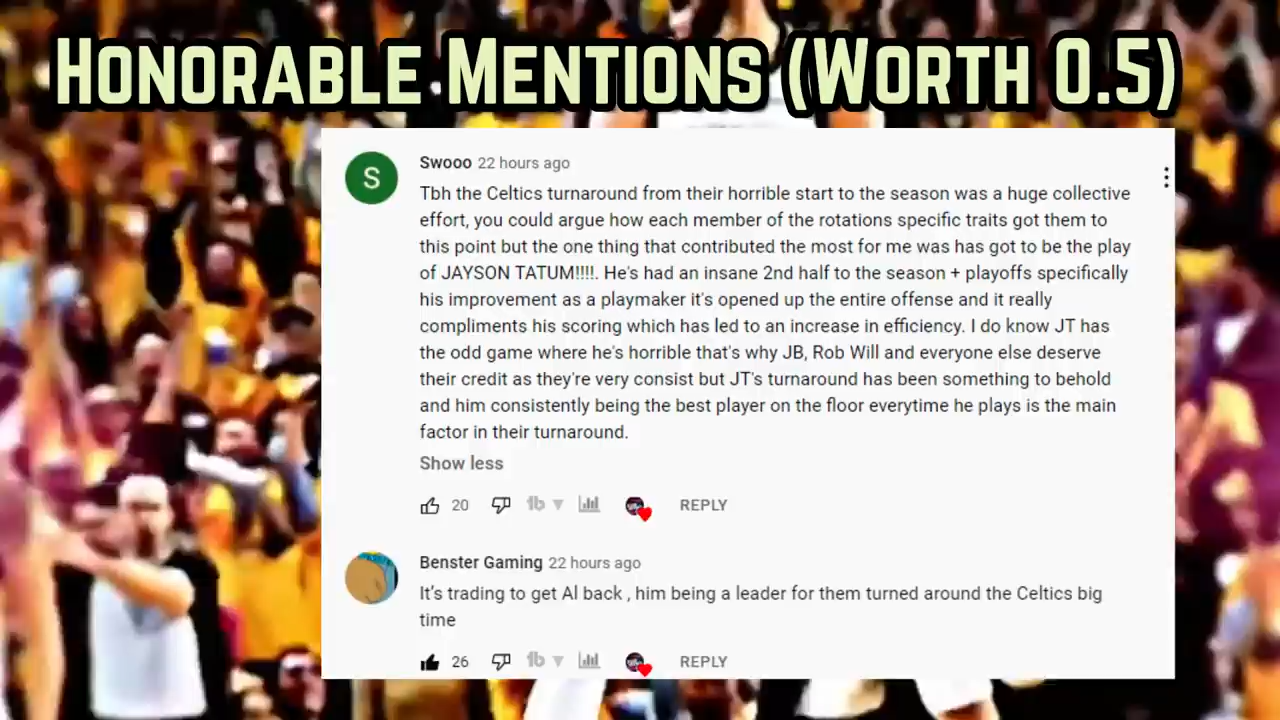 Honorable Mentions (Worth 0.5)
S
Swooo 22 hours ago
Tbh the Celtics turnaround from their horrible start to the season was a huge collective
effort, you could argue how each member of the rotations specific traits got them to
this point but the one thing that contributed the most for me was has got to be the play
of JAYSON TATUM!!!!. He's had an insane 2nd half to the season + playoffs specifically
his improvement as a playmaker it's opened up the entire offense and it really
compliments his scoring which has led to an increase in efficiency. I do know JT has
the odd game where he's horrible that's why JB, Rob Will and everyone else deserve
their credit as they're very consist but JT's turnaround has been something to behold
and him consistently being the best player on the floor everytime he plays is the main
factor in their turnaround.
Show less
20 REPLY
Benster Gaming 22 hours ago
It's trading to get Al back , him being a leader for them turned around the Celtics big
time
26 REPLY